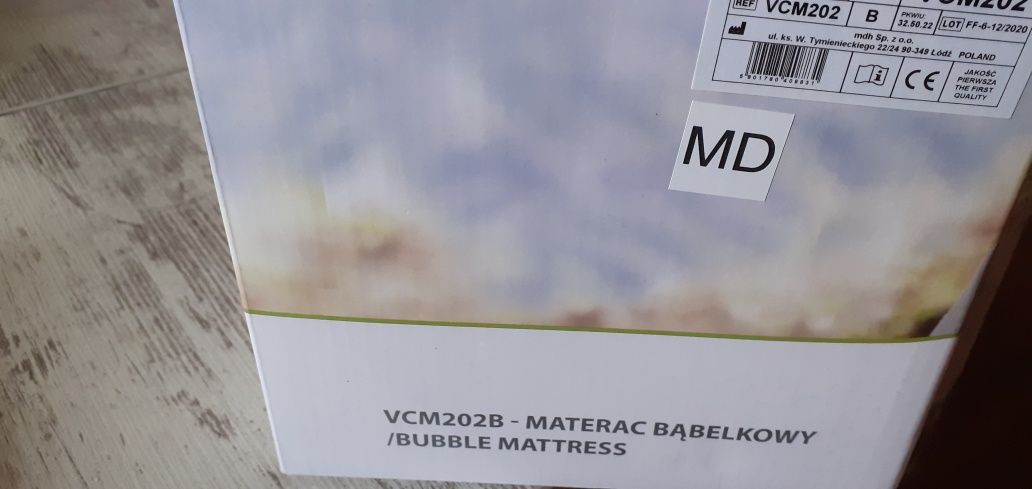 REF VCM202 B PKWIU: 32.50.22 LOT FF-6-12/2020
VCM202
mdh Sp. z o.o.
ul. ks. W. Tymienieckiego 22/24 90-349 Łódź POLAND
JAKOŚĆ
PIERWSZA
THE FIRST
QUALITY
CE
MD
VCM202B - MATERAC BĄBELKOWY
/BUBBLE MATTRESS